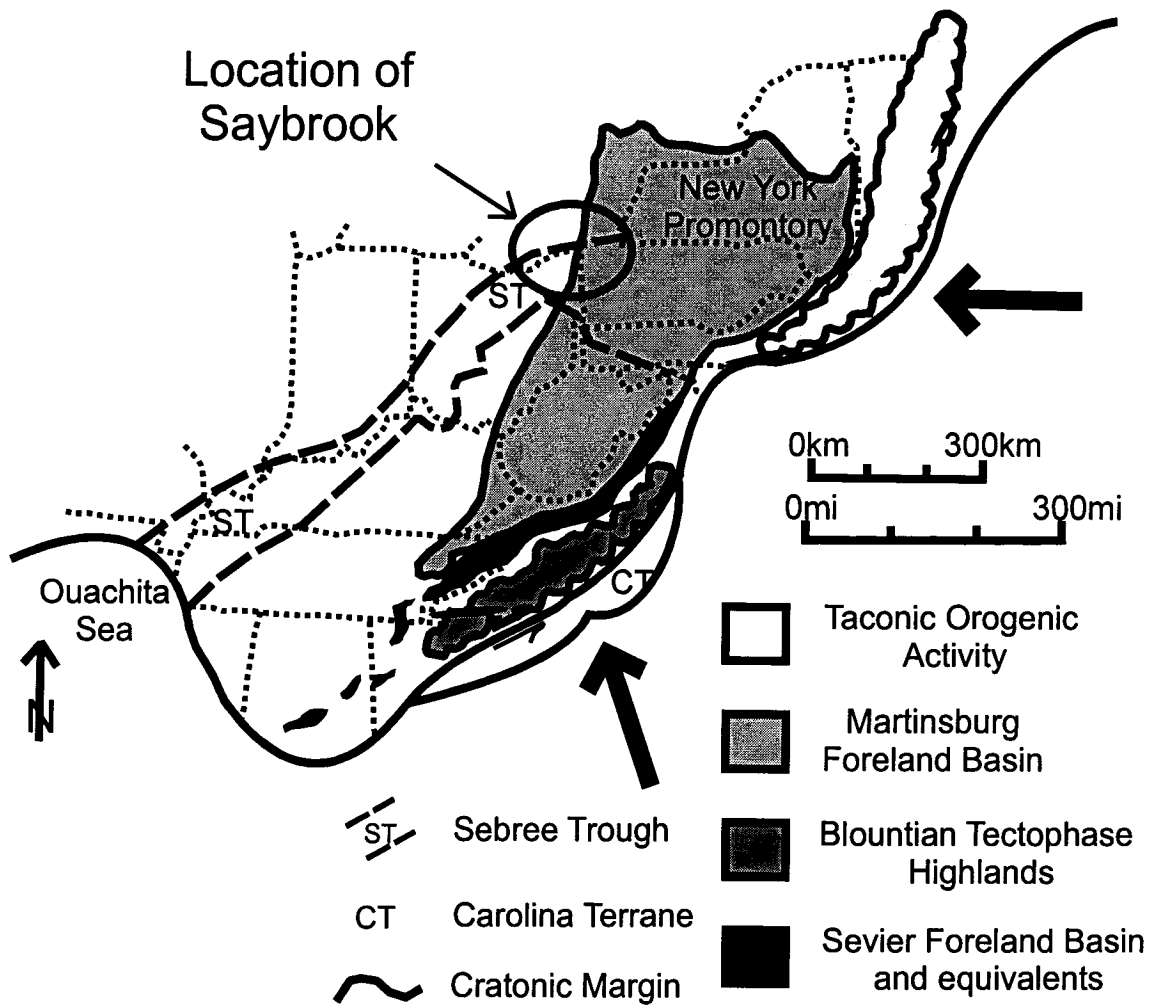 Location of
Saybrook
New York
Promontory
ST
ST
Ouachita
Sea
N
CT
0km 300km
0mi 300mi
Taconic Orogenic
Activity
Martinsburg
Foreland Basin
Blountian Tectophase
Highlands
Sevier Foreland Basin
and equivalents
ST Sebree Trough
CT Carolina Terrane
Cratonic Margin